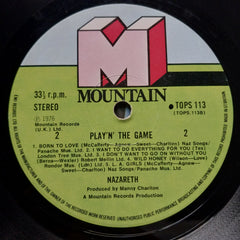 MOUNTAIN
33⅓ r.p.m.
STEREO
TOPS 113
(TOPS.113B)
℗ 1976
Mountain Records
(U.K.) Ltd.
2 PLAY'N' THE GAME 2
1. BORN TO LOVE (McCafferty—Agnew—Sweet—Charlton) Naz Songs/
Panache Mus. Ltd. 2. I WANT TO DO EVERYTHING FOR YOU (Tex)
London Tree Mus. Ltd. 3. I DON'T WANT TO GO ON WITHOUT YOU
(Berns—Wexler) Robert Mellin Ltd. 4. WILD HONEY (Wilson—Love)
Rondor Mus. Ltd. 5. L.A. GIRLS (McCafferty—Agnew—
Sweet—Charlton) Naz Songs/
Panache Mus. Ltd.
NAZARETH
Produced by Manny Charlton
A Mountain Records Production